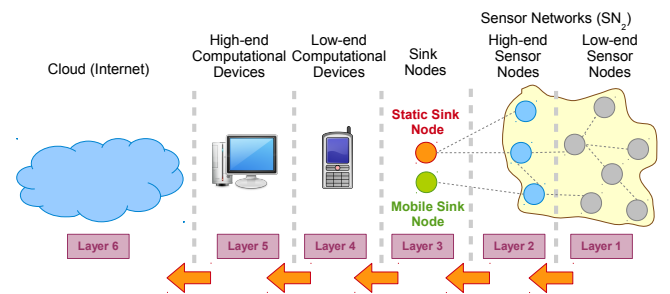 Sensor Networks (SN2)
Cloud (Internet)
High-end
Computational
Devices
Low-end
Computational
Devices
Sink
Nodes
High-end
Sensor
Nodes
Low-end
Sensor
Nodes
Static Sink
Node
Mobile Sink
Node
Layer 6
Layer 5
Layer 4
Layer 3
Layer 2
Layer 1